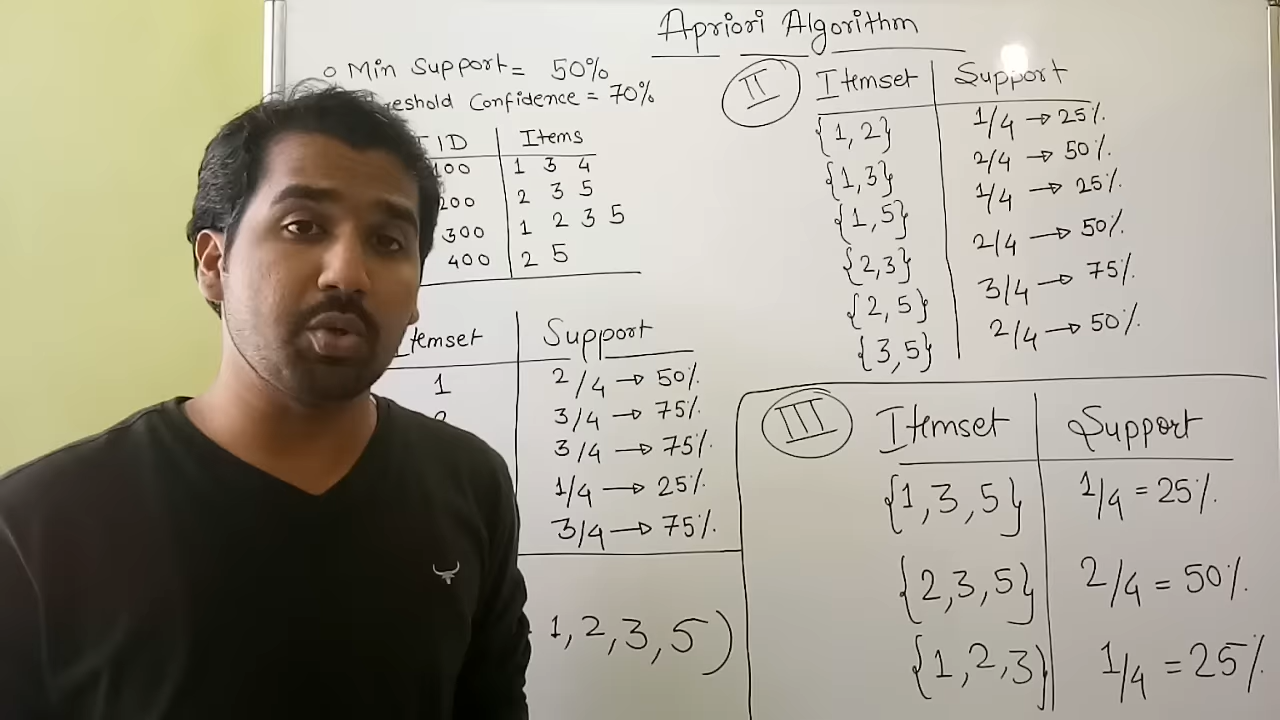 Apriori Algorithm
○ Min Support = 50%
reshold Confidence = 70%
TID Items
100 1 3 4
200 2 3 5
300 1 2 3 5
400 2 5
Itemset Support
1 2/4 → 50%
3/4 → 75%
3/4 → 75%
1/4 → 25%
3/4 → 75%
1, 2, 3, 5)
II Itemset Support
{1, 2} 1/4 → 25%
{1, 3} 2/4 → 50%
{1, 5} 1/4 → 25%
{2, 3} 2/4 → 50%
{2, 5} 3/4 → 75%
{3, 5} 2/4 → 50%
III Itemset Support
{1, 3, 5} 1/4 = 25%
{2, 3, 5} 2/4 = 50%
{1, 2, 3} 1/4 = 25%